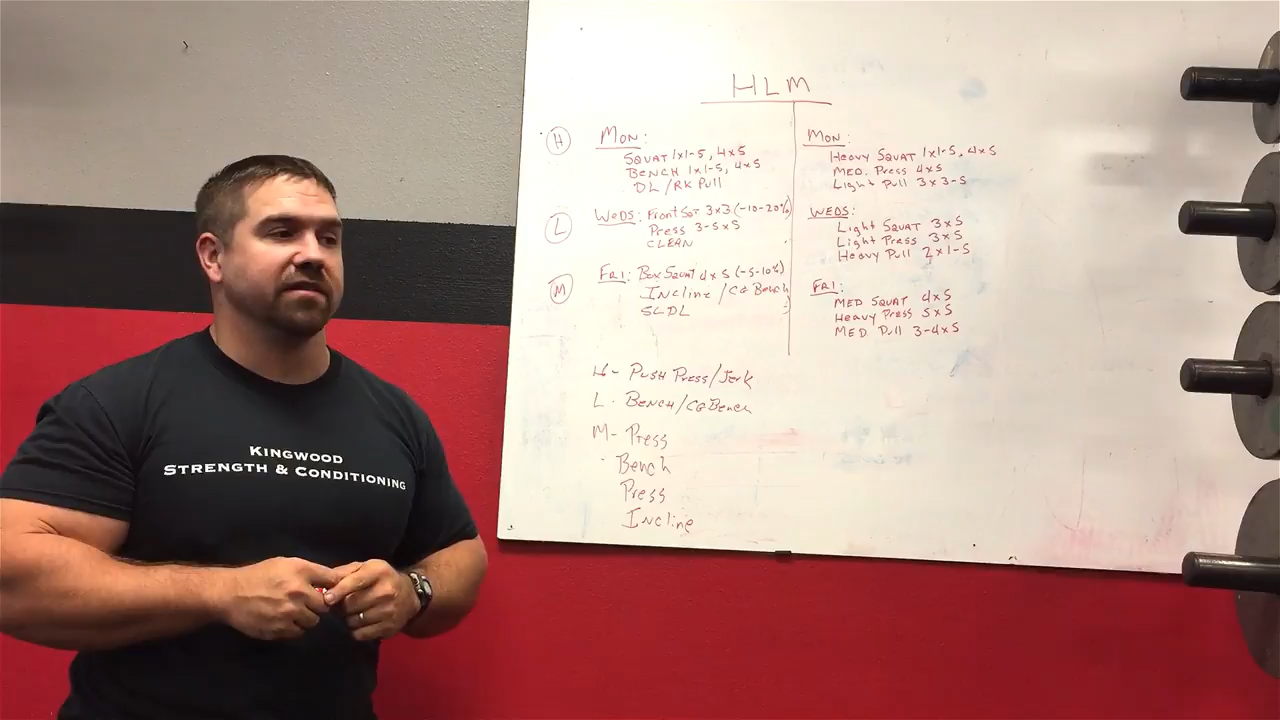 HLM
H
Mon:
Squat 1x1-5, 4x5
Bench 1x1-5, 4x5
DL/RK Pull
L
Weds: Front Sqt 3x3 (-10-20%)
Press 3-5x5
Clean
M
Fri: Box Squat 4x5 (-5-10%)
Incline/CG Bench
SLDL
Mon:
Heavy Squat 1x1-5, 4x5
Med. Press 4x5
Light Pull 3x3-5
Weds:
Light Squat 3x5
Light Press 3x5
Heavy Pull 2x1-5
Fri:
Med Squat 4x5
Heavy Press 5x5
Med Pull 3-4x5
H- Push Press/Jerk
L- Bench/CG Bench
M- Press
Bench
Press
Incline
Kingwood
Strength & Conditioning